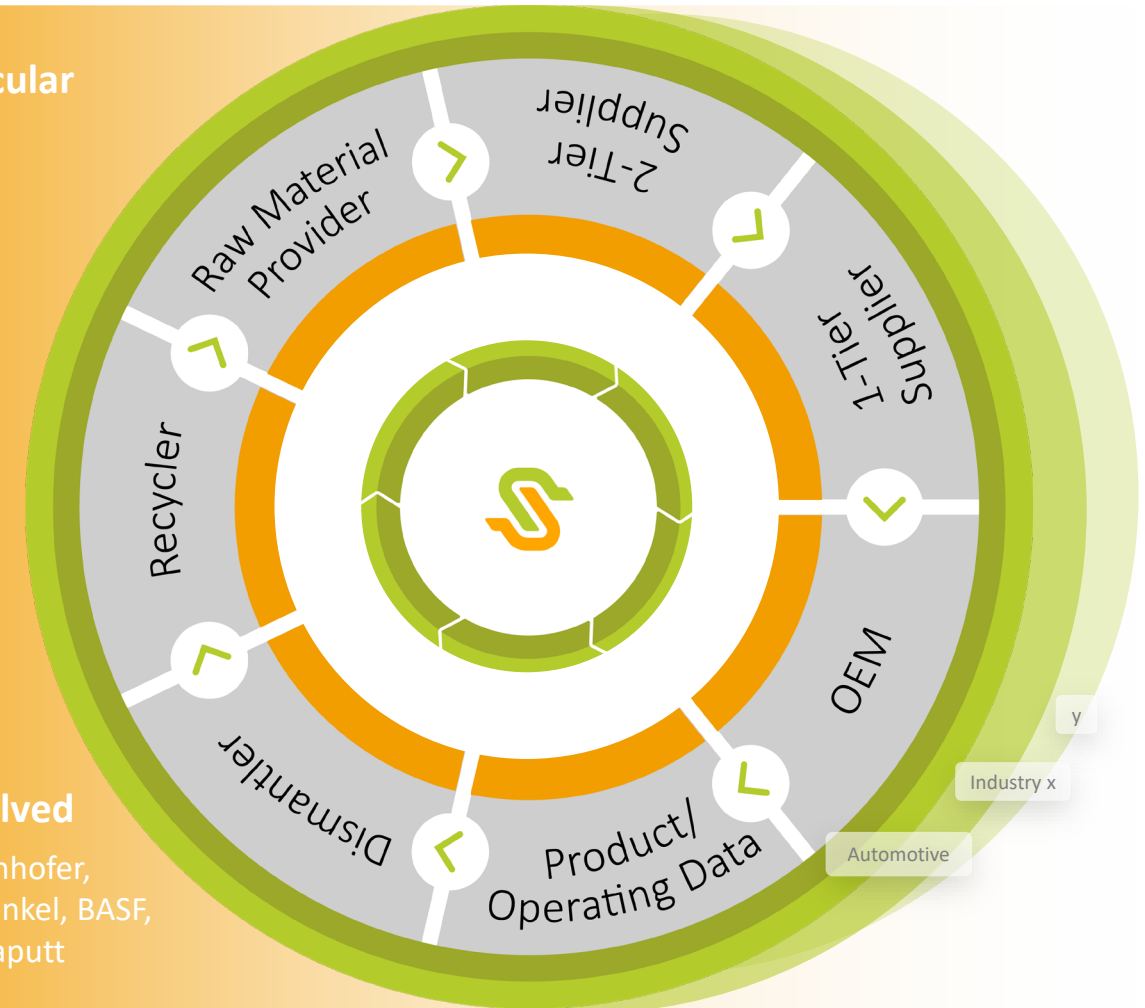 cular
Raw Material
Provider
2-Tier
Supplier
1-Tier
Supplier
OEM
Product/
Operating Data
Dismantler
Recycler
y
Industry x
Automotive
lved
nhofer,
nkel, BASF,
aputt